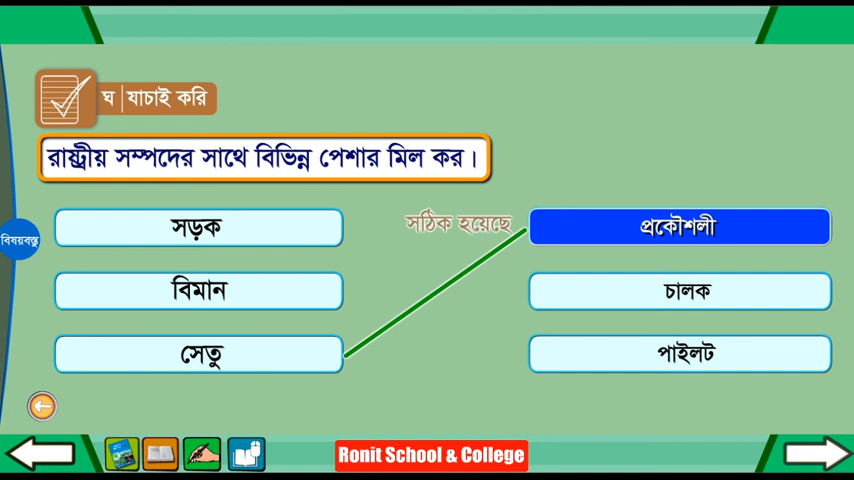 ঘ | যাচাই করি
রাষ্ট্রীয় সম্পদের সাথে বিভিন্ন পেশার মিল কর।
সড়ক
সঠিক হয়েছে
প্রকৌশলী
বিষয়বস্তু
বিমান
চালক
সেতু
পাইলট
Ronit School & College